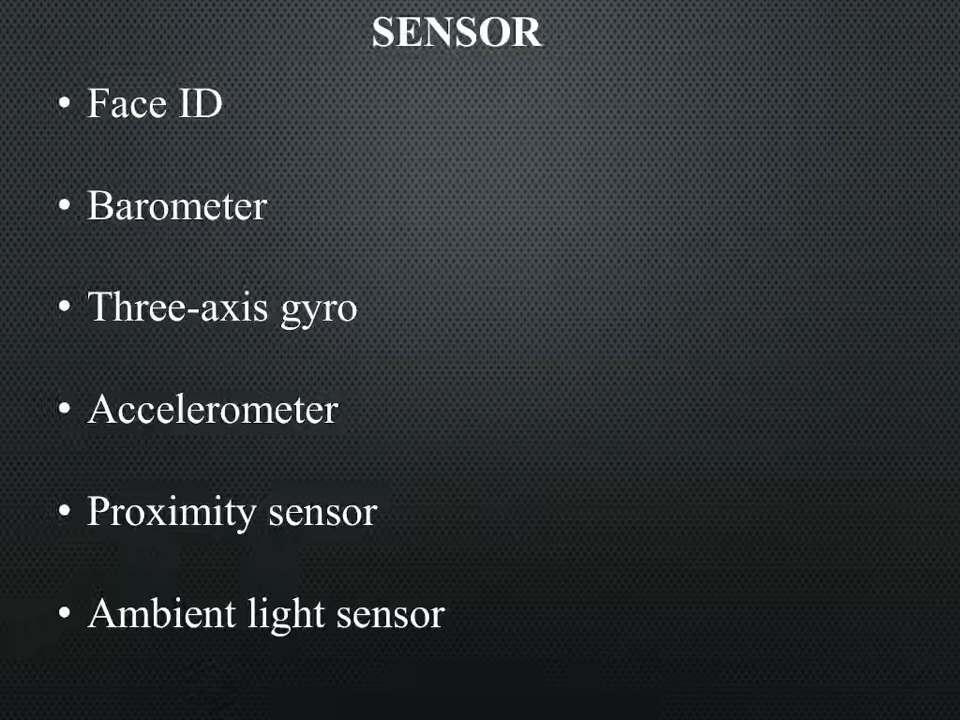 SENSOR
• Face ID
• Barometer
• Three-axis gyro
• Accelerometer
• Proximity sensor
• Ambient light sensor